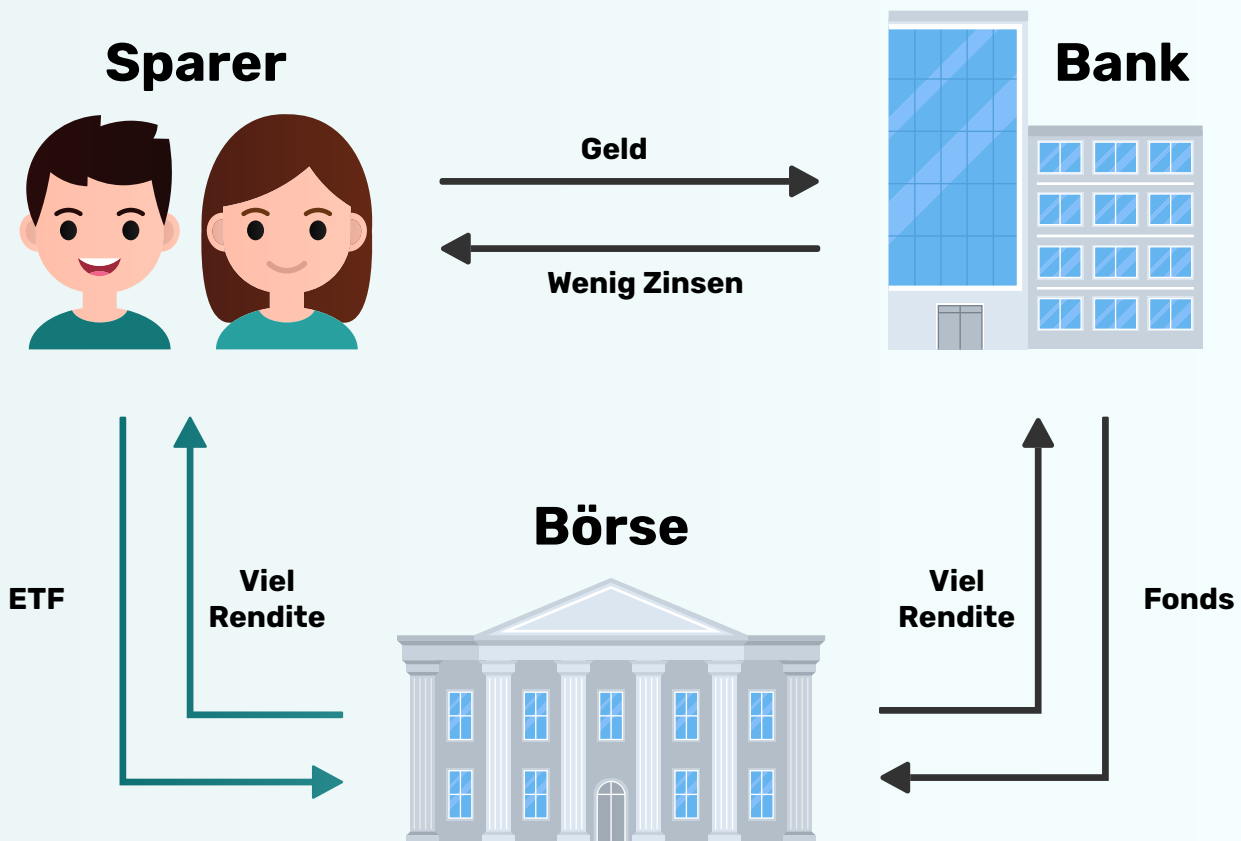 Sparer
Bank
Geld
Wenig Zinsen
Börse
ETF
Viel
Rendite
Viel
Rendite
Fonds